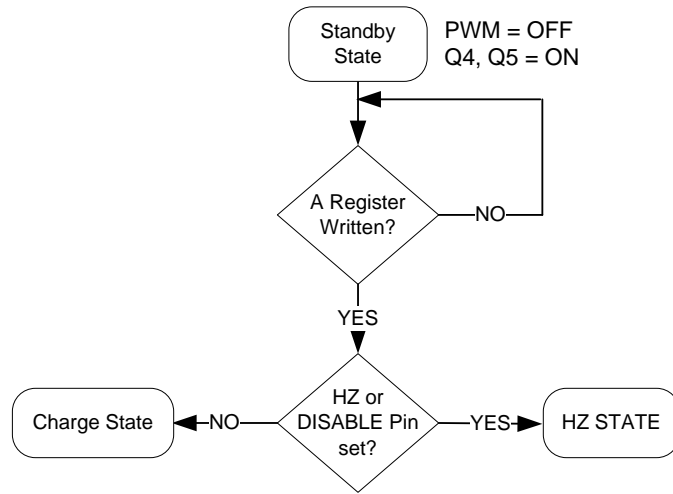 Standby
State
PWM = OFF
Q4, Q5 = ON
A Register
Written?
NO
YES
HZ or
DISABLE Pin
set?
Charge State
NO
YES
HZ STATE